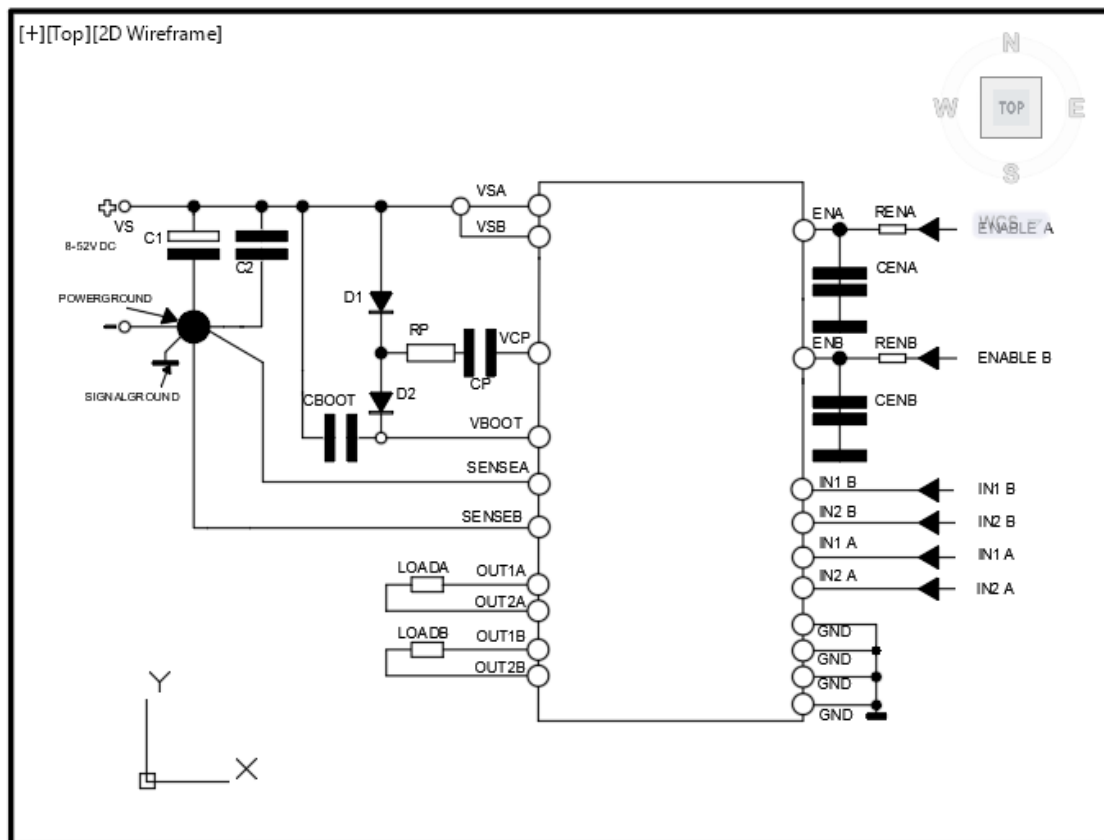 [+][Top][2D Wireframe]
N
W
TOP
E
S
WCS
VS
8-52VDC
C1
C2
POWERGROUND
SIGNALGROUND
D1
RP
CP
D2
CBOOT
VSA
VSB
VCP
VBOOT
SENSEA
SENSEB
LOADA
OUT1A
OUT2A
LOADB
OUT1B
OUT2B
ENA
RENA
ENABLE A
CENA
ENB
RENB
ENABLE B
CENB
IN1 B
IN1 B
IN2 B
IN2 B
IN1 A
IN1 A
IN2 A
IN2 A
GND
GND
GND
GND
Y
X